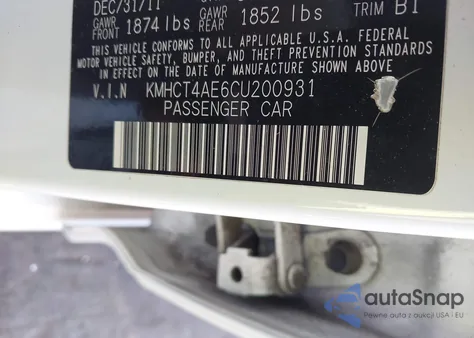 DEC/31/11
GAWR GAWR TRIM B1
FRONT 1874 lbs 1852 lbs
THIS VEHICLE CONFORMS TO ALL APPLICABLE U.S.A. FEDERAL
MOTOR VEHICLE SAFETY, BUMPER, AND THEFT PREVENTION STANDARDS
IN EFFECT ON THE DATE OF MANUFACTURE SHOWN ABOVE
V.I.N KMHCT4AE6CU200931
PASSENGER CAR
autaSnap
Pewne auta z aukcji USA i EU